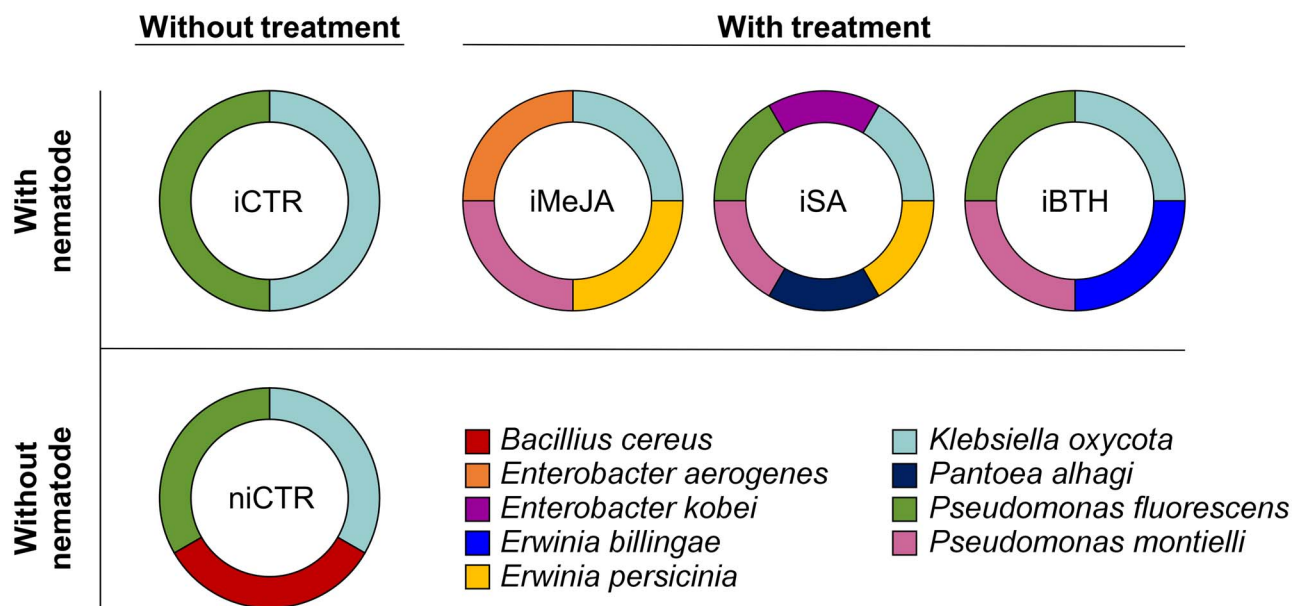 Without treatment
With treatment
With
nematode
iCTR
iMeJA
iSA
iBTH
Without
nematode
niCTR
Bacillius cereus
Enterobacter aerogenes
Enterobacter kobei
Erwinia billingae
Erwinia persicinia
Klebsiella oxycota
Pantoea alhagi
Pseudomonas fluorescens
Pseudomonas montielli